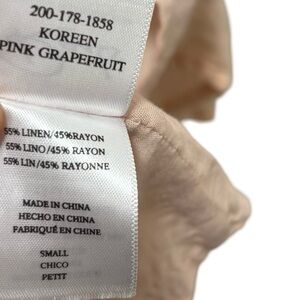 200-178-1858
KOREEN
PINK GRAPEFRUIT
55% LINEN/45% RAYON
55% LINO/45% RAYON
55% LIN/45% RAYONNE
MADE IN CHINA
HECHO EN CHINA
FABRIQUÉ EN CHINE
SMALL
CHICO
PETIT